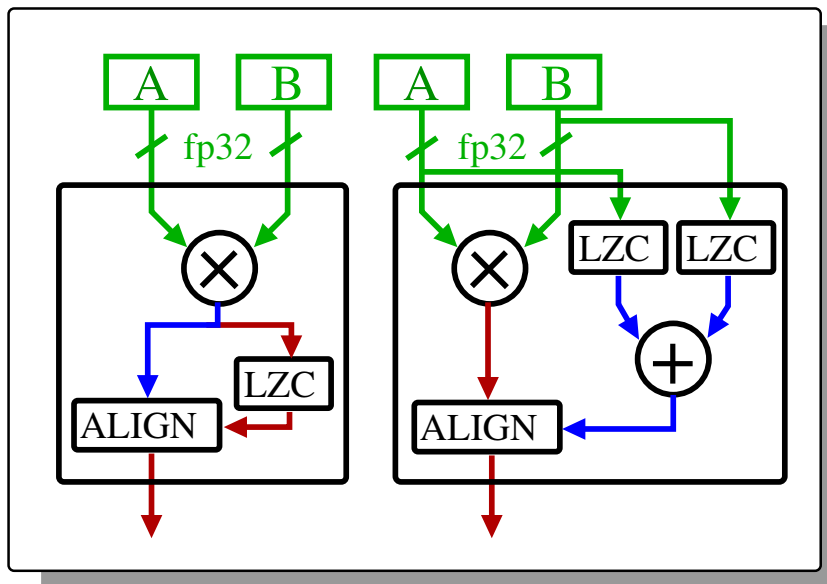 A B A B
fp32 fp32
LZC LZC
×
×
+
LZC
ALIGN ALIGN